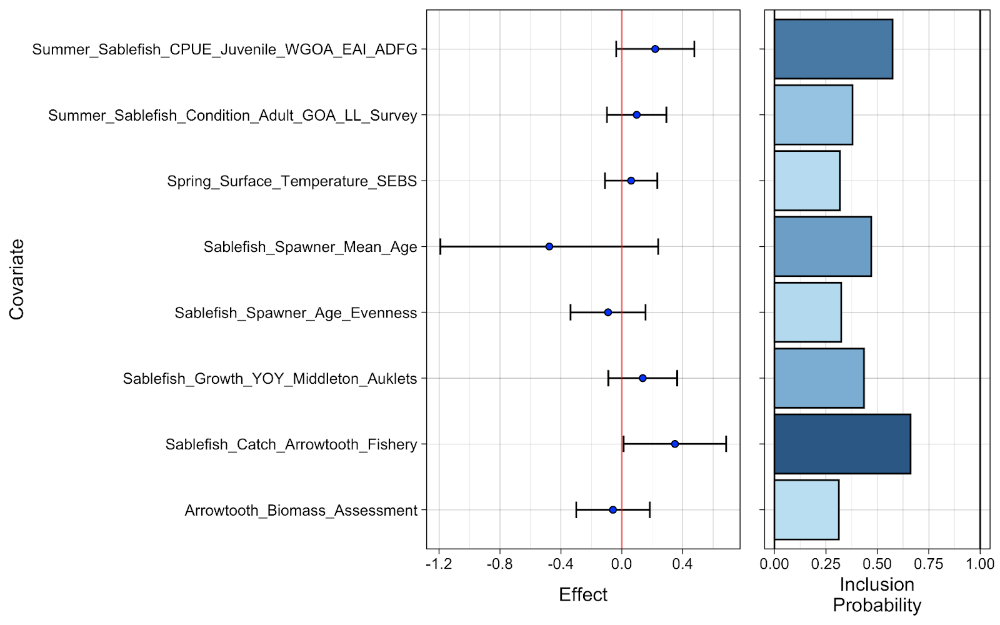 Summer_Sablefish_CPUE_Juvenile_WGOA_EAI_ADFG
Summer_Sablefish_Condition_Adult_GOA_LL_Survey
Spring_Surface_Temperature_SEBS
Sablefish_Spawner_Mean_Age
Sablefish_Spawner_Age_Evenness
Sablefish_Growth_YOY_Middleton_Auklets
Sablefish_Catch_Arrowtooth_Fishery
Arrowtooth_Biomass_Assessment
Covariate
-1.2 -0.8 -0.4 0.0 0.4
Effect
0.00 0.25 0.50 0.75 1.00
Inclusion
Probability